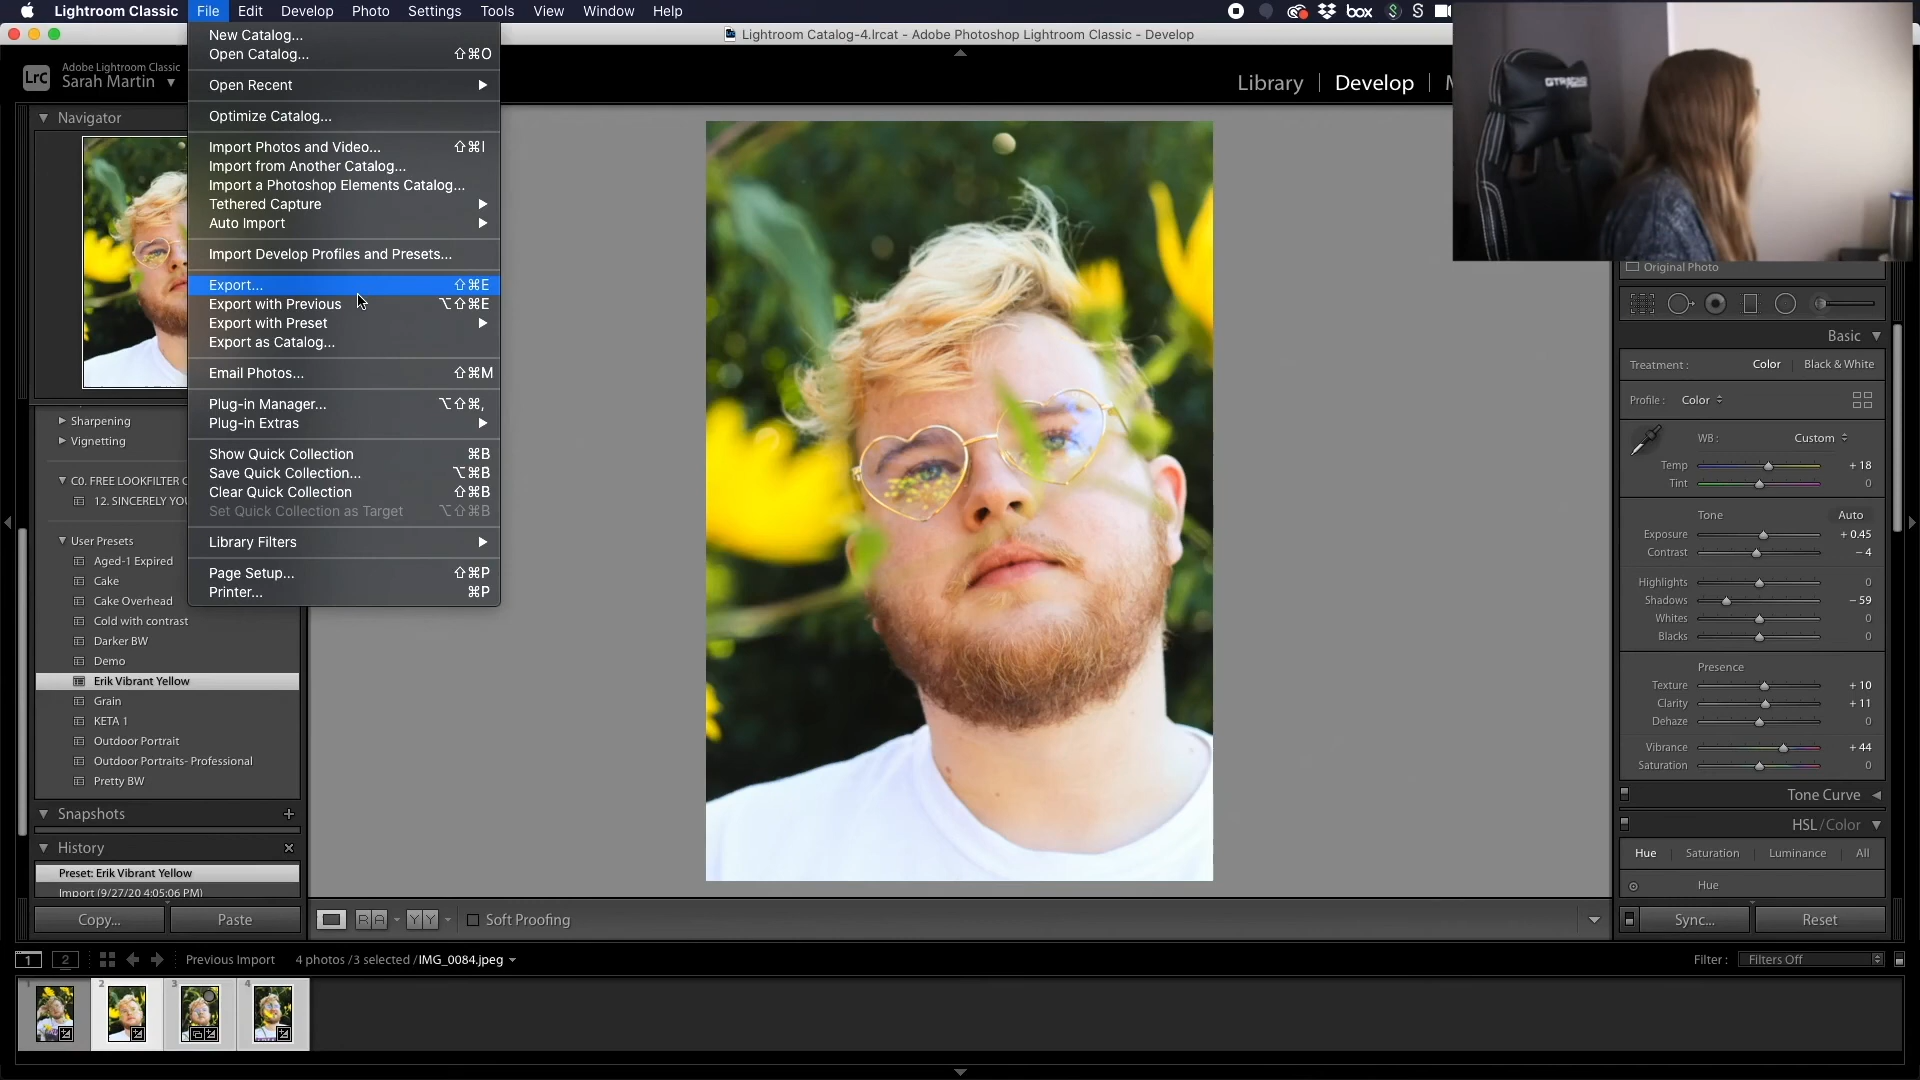 Lightroom Classic File Edit Develop Photo Settings Tools View Window Help box
Lightroom Catalog-4.lrcat - Adobe Photoshop Lightroom Classic - Develop
Lrc Adobe Lightroom Classic
Sarah Martin
Library | Develop |
New Catalog...
Open Catalog... ⇧⌘O
Open Recent
Optimize Catalog...
Import Photos and Video... ⇧⌘I
Import from Another Catalog...
Import a Photoshop Elements Catalog...
Tethered Capture
Auto Import
Import Develop Profiles and Presets...
Export... ⇧⌘E
Export with Previous ⌥⇧⌘E
Export with Preset
Export as Catalog...
Email Photos... ⇧⌘M
Plug-in Manager... ⌥⇧⌘,
Plug-in Extras
Show Quick Collection ⌘B
Save Quick Collection... ⌥⌘B
Clear Quick Collection ⇧⌘B
Set Quick Collection as Target ⌥⇧⌘B
Library Filters
Page Setup... ⇧⌘P
Printer... ⌘P
Navigator
Sharpening
Vignetting
C0. FREE LOOKFILTER
12. SINCERELY
User Presets
Aged-1 Expired
Cake
Cake Overhead
Cold with contrast
Darker BW
Demo
Erik Vibrant Yellow
Grain
KETA 1
Outdoor Portrait
Outdoor Portraits- Professional
Pretty BW
Snapshots +
History ×
Preset: Erik Vibrant Yellow
Import (9/27/20 4:05:06 PM)
Copy... Paste
R A Y Y Soft Proofing
GTRACING
Original Photo
Basic
Treatment : Color | Black & White
Profile : Color
WB : Custom
Temp + 18
Tint 0
Tone Auto
Exposure + 0.45
Contrast – 4
Highlights 0
Shadows – 59
Whites 0
Blacks 0
Presence
Texture + 10
Clarity + 11
Dehaze 0
Vibrance + 44
Saturation 0
Tone Curve
HSL / Color
Hue | Saturation | Luminance | All
Hue
Sync... Reset
1 2 Previous Import 4 photos /3 selected /IMG_0084.jpeg
Filter : Filters Off
1 2 3 4